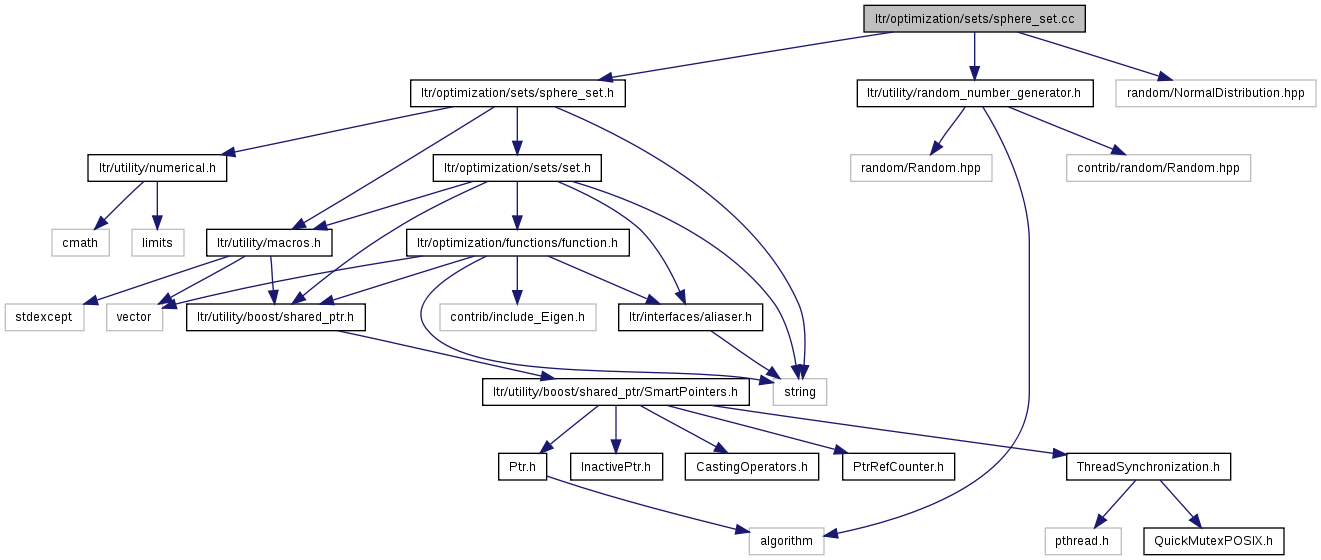 ltr/optimization/sets/sphere_set.cc
ltr/optimization/sets/sphere_set.h
ltr/utility/random_number_generator.h
random/NormalDistribution.hpp
ltr/utility/numerical.h
ltr/optimization/sets/set.h
random/Random.hpp
contrib/random/Random.hpp
cmath
limits
ltr/utility/macros.h
ltr/optimization/functions/function.h
stdexcept
vector
ltr/utility/boost/shared_ptr.h
contrib/include_Eigen.h
ltr/interfaces/aliaser.h
ltr/utility/boost/shared_ptr/SmartPointers.h
string
Ptr.h
InactivePtr.h
CastingOperators.h
PtrRefCounter.h
ThreadSynchronization.h
algorithm
pthread.h
QuickMutexPOSIX.h